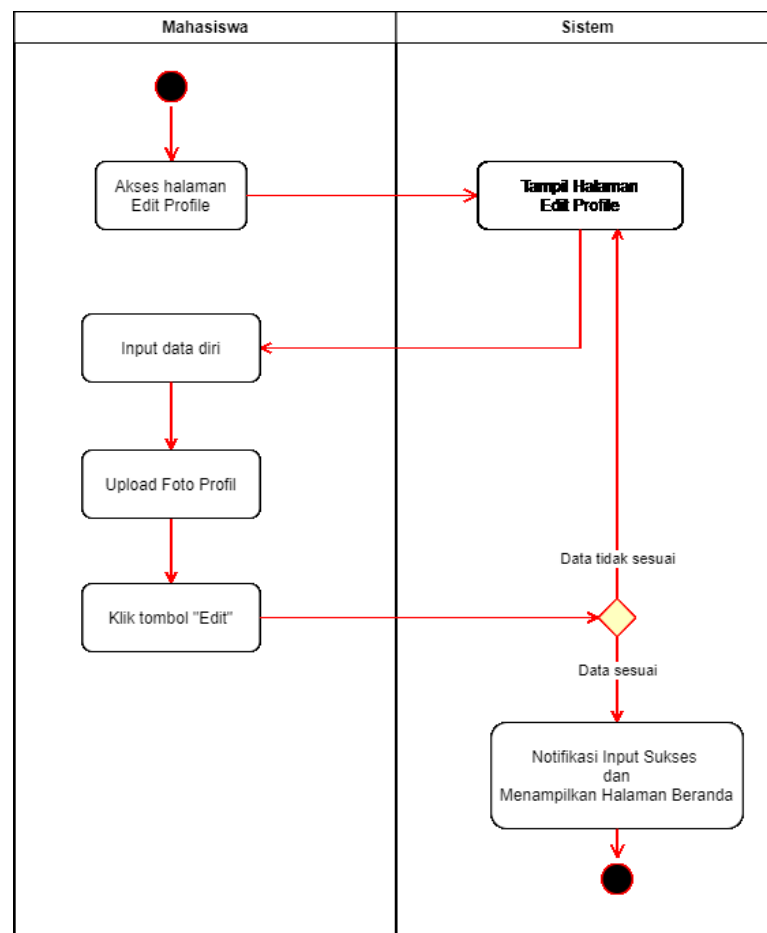 Mahasiswa
Sistem
Akses halaman
Edit Profile
Tampil Halaman
Edit Profile
Input data diri
Upload Foto Profil
Klik tombol "Edit"
Data tidak sesuai
Data sesuai
Notifikasi Input Sukses
dan
Menampilkan Halaman Beranda